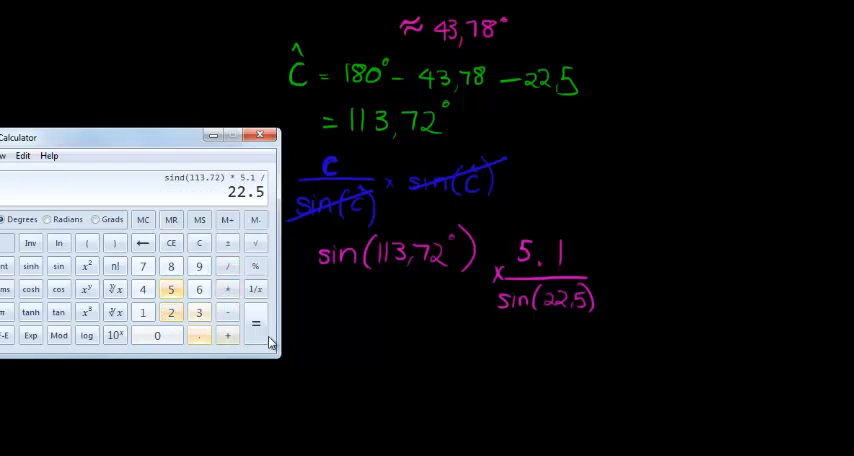 ≈ 43,78°
Ĉ = 180° - 43,78 - 22,5
= 113,72°
c / sin(ĉ) × sin(ĉ)
sin(113,72°) × 5.1 / sin(22,5)
Calculator
w Edit Help
sind(113.72) * 5.1 /
22.5
Degrees Radians Grads MC MR MS M+ M-
Inv ln ( ) ← CE C ± √
nt sinh sin x² n! 7 8 9 / %
ms cosh cos xʸ ʸ√x 4 5 6 * 1/x
π tanh tan x³ ³√x 1 2 3 - =
F-E Exp Mod log 10ˣ 0 . +